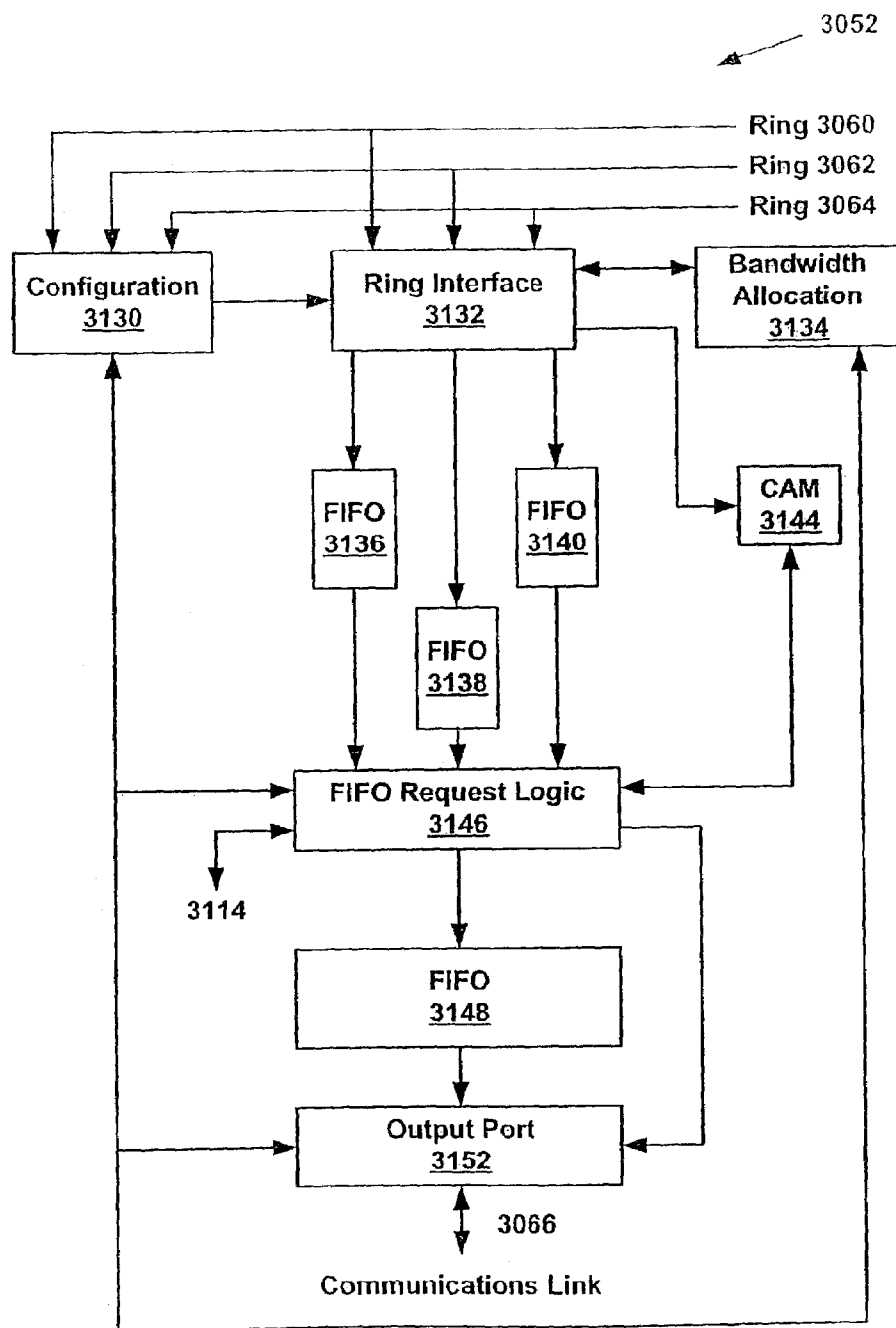 3052
Ring 3060
Ring 3062
Ring 3064
Configuration
3130
Ring Interface
3132
Bandwidth
Allocation
3134
FIFO
3136
FIFO
3140
CAM
3144
FIFO
3138
FIFO Request Logic
3146
3114
FIFO
3148
Output Port
3152
3066
Communications Link